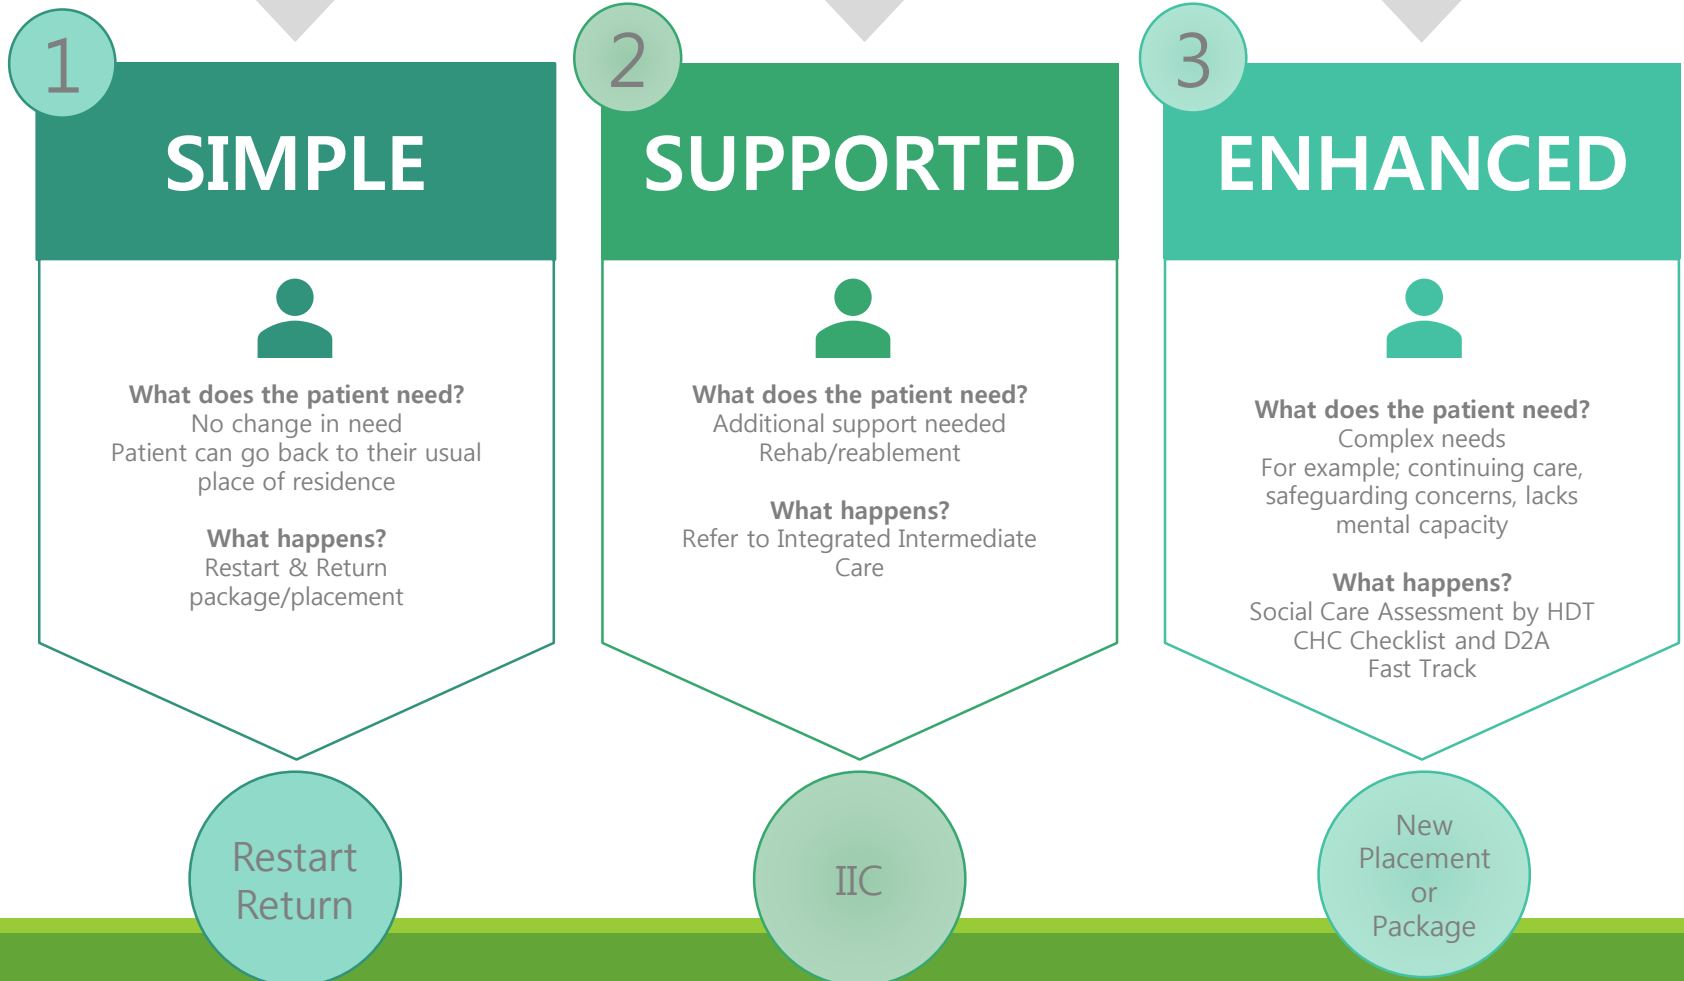 1
SIMPLE
What does the patient need?
No change in need
Patient can go back to their usual
place of residence
What happens?
Restart & Return
package/placement
Restart
Return
2
SUPPORTED
What does the patient need?
Additional support needed
Rehab/reablement
What happens?
Refer to Integrated Intermediate
Care
IIC
3
ENHANCED
What does the patient need?
Complex needs
For example; continuing care,
safeguarding concerns, lacks
mental capacity
What happens?
Social Care Assessment by HDT
CHC Checklist and D2A
Fast Track
New
Placement
or
Package